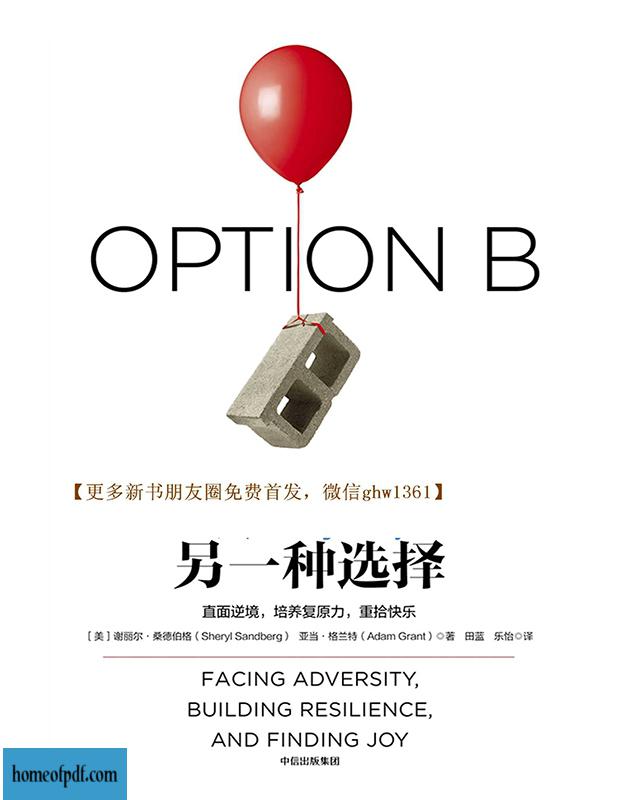 OPTION B
【更多新书朋友圈免费首发，微信ghw1361】
另一种选择
直面逆境，培养复原力，重拾快乐
［美］谢丽尔·桑德伯格（Sheryl Sandberg） 亚当·格兰特（Adam Grant）◎著 田蓝 乐怡◎译
FACING ADVERSITY,
BUILDING RESILIENCE,
AND FINDING JOY
中信出版集团
homeofpdf.com